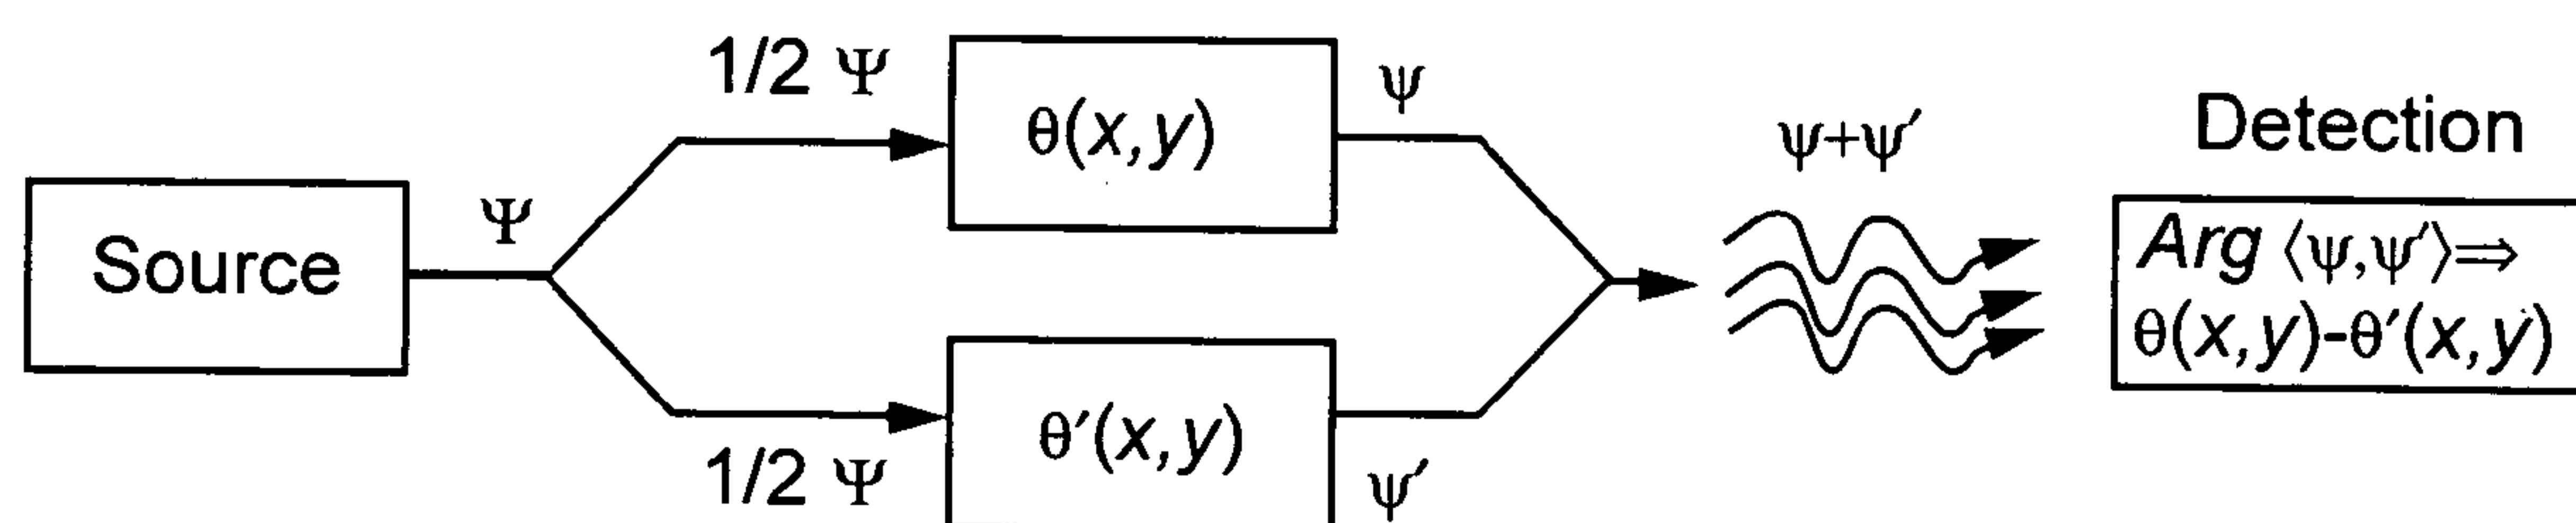 1/2 Ψ
θ(x,y)
ψ
ψ+ψ′
Detection
Source
Ψ
Arg ⟨ψ,ψ′⟩⇒
θ(x,y)-θ′(x,y)
1/2 Ψ
θ′(x,y)
ψ′